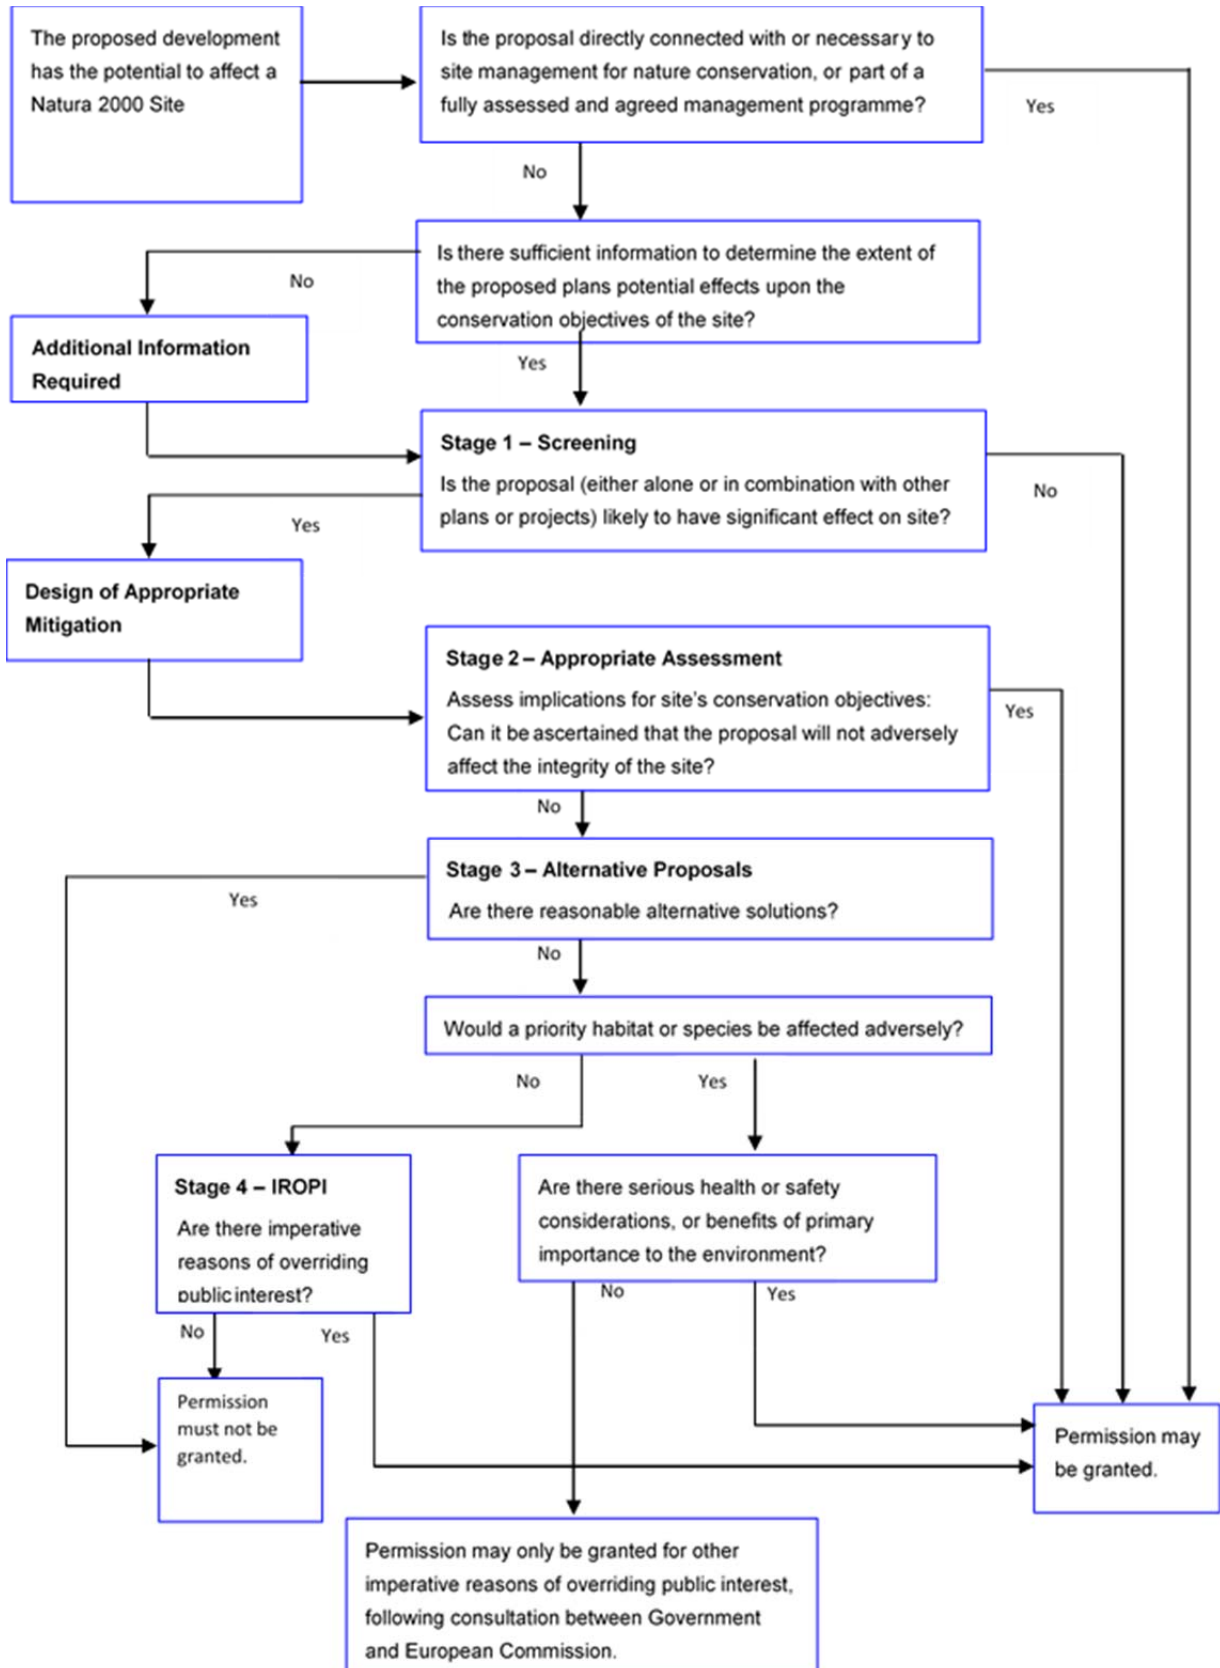 The proposed development
has the potential to affect a
Natura 2000 Site
Is the proposal directly connected with or necessary to
site management for nature conservation, or part of a
fully assessed and agreed management programme?
Yes
No
Is there sufficient information to determine the extent of
the proposed plans potential effects upon the
conservation objectives of the site?
No
Additional Information
Required
Yes
Stage 1 – Screening
Is the proposal (either alone or in combination with other
plans or projects) likely to have significant effect on site?
No
Yes
Design of Appropriate
Mitigation
Stage 2 – Appropriate Assessment
Assess implications for site's conservation objectives:
Can it be ascertained that the proposal will not adversely
affect the integrity of the site?
Yes
No
Stage 3 – Alternative Proposals
Are there reasonable alternative solutions?
Yes
No
Would a priority habitat or species be affected adversely?
No
Yes
Stage 4 – IROPI
Are there imperative
reasons of overriding
public interest?
Are there serious health or safety
considerations, or benefits of primary
importance to the environment?
No
Yes
No
Yes
Permission
must not be
granted.
Permission may
be granted.
Permission may only be granted for other
imperative reasons of overriding public interest,
following consultation between Government
and European Commission.